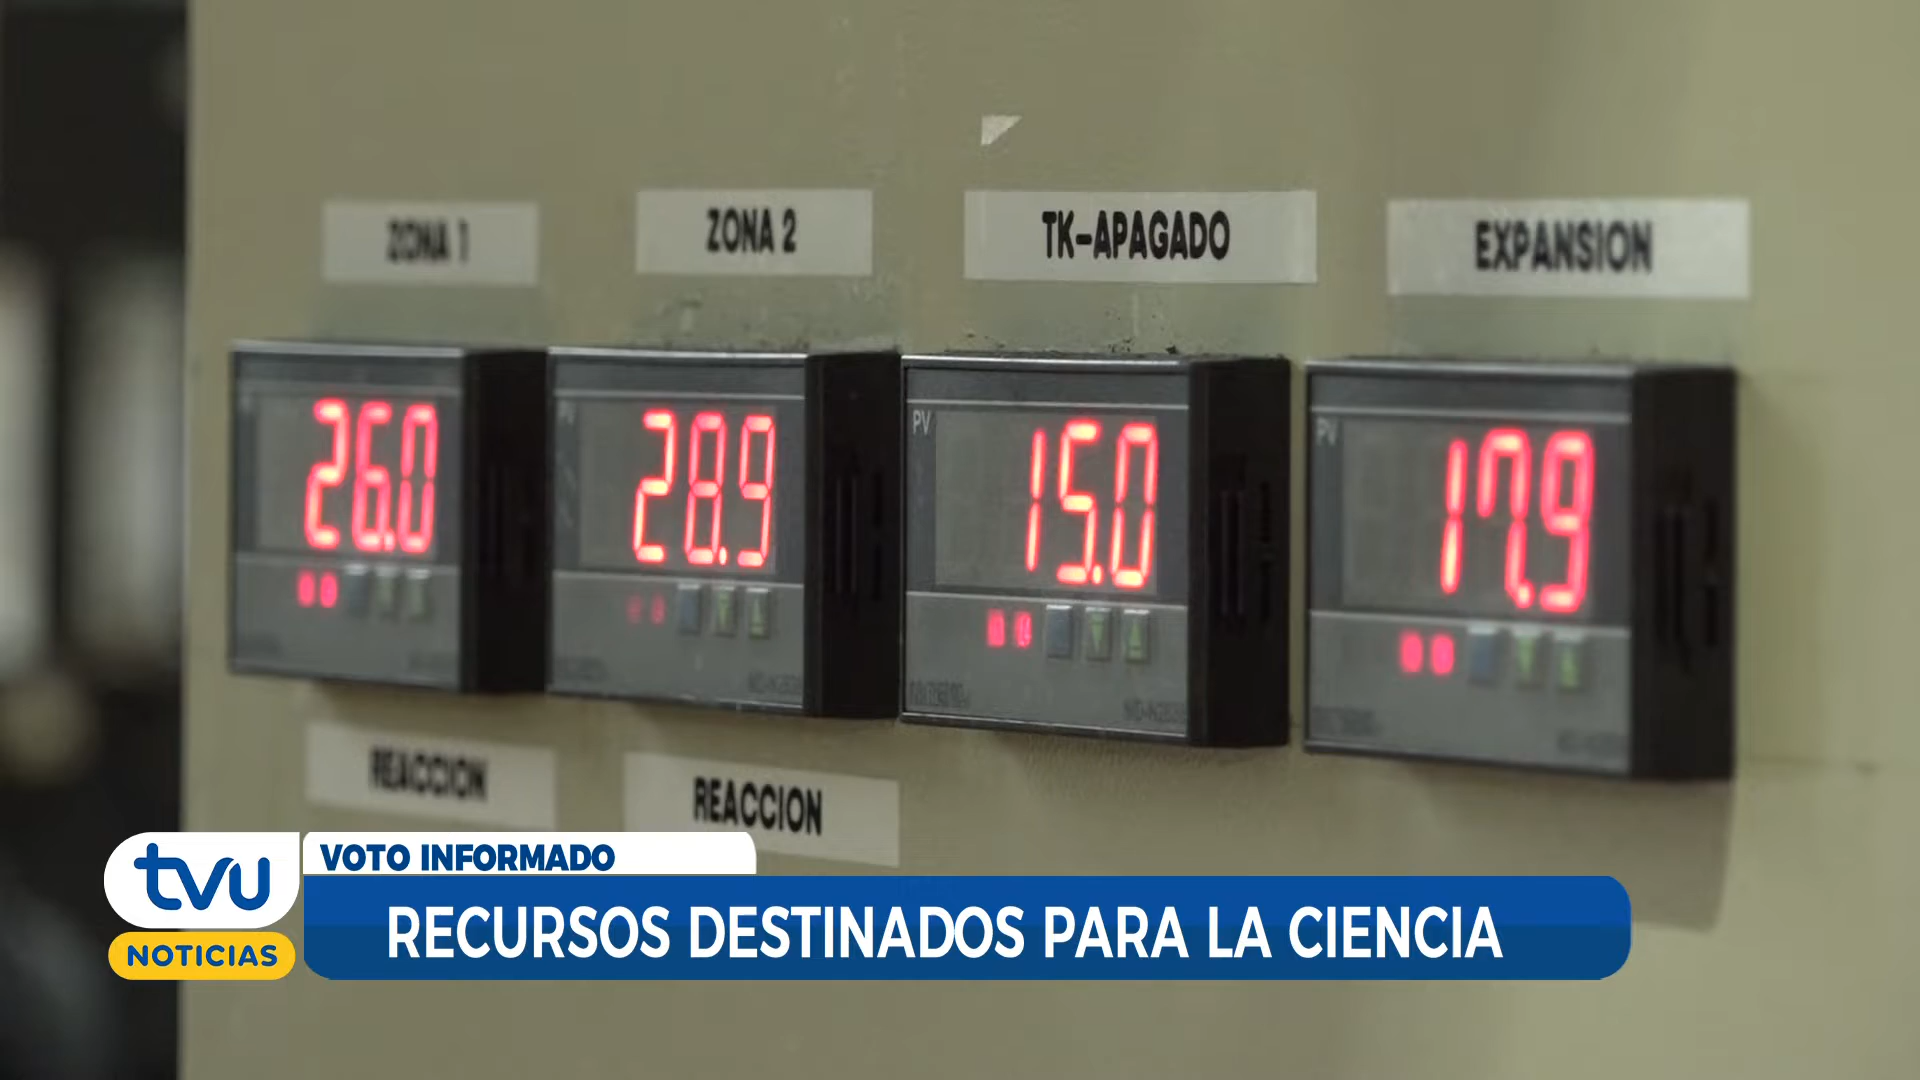 ZONA 1
ZONA 2
TK-APAGADO
EXPANSION
26.0
28.9
PV
15.0
PV
17.9
REACCION
REACCION
tvu
NOTICIAS
VOTO INFORMADO
RECURSOS DESTINADOS PARA LA CIENCIA